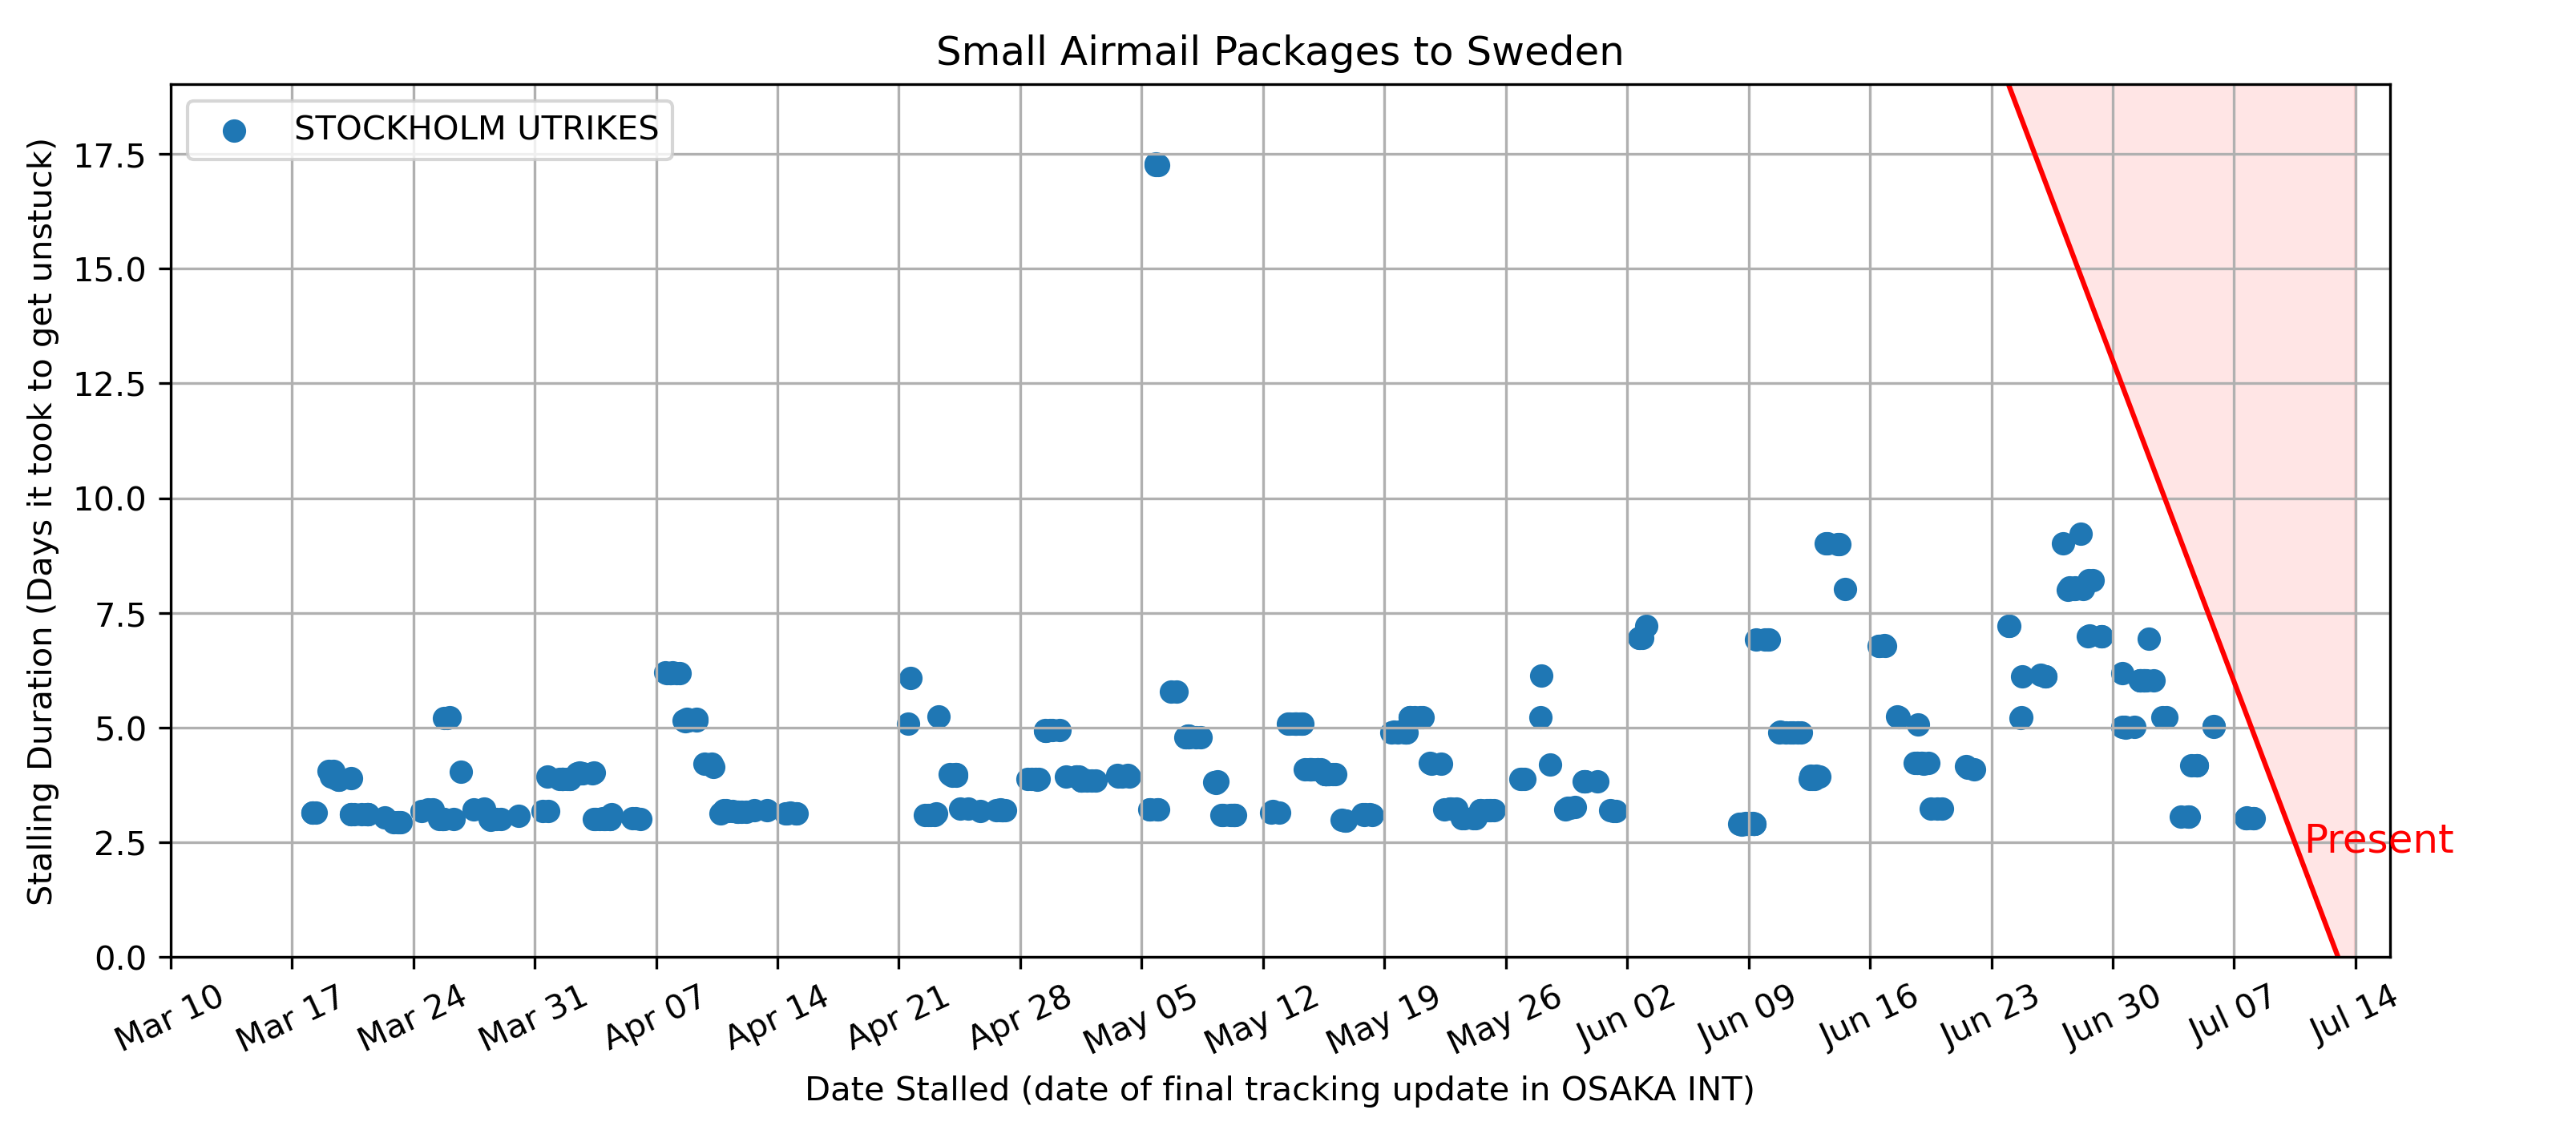 Small Airmail Packages to Sweden
STOCKHOLM UTRIKES
Stalling Duration (Days it took to get unstuck)
17.5
15.0
12.5
10.0
7.5
5.0
2.5
0.0
Present
Mar 10 Mar 17 Mar 24 Mar 31 Apr 07 Apr 14 Apr 21 Apr 28 May 05 May 12 May 19 May 26 Jun 02 Jun 09 Jun 16 Jun 23 Jun 30 Jul 07 Jul 14
Date Stalled (date of final tracking update in OSAKA INT)